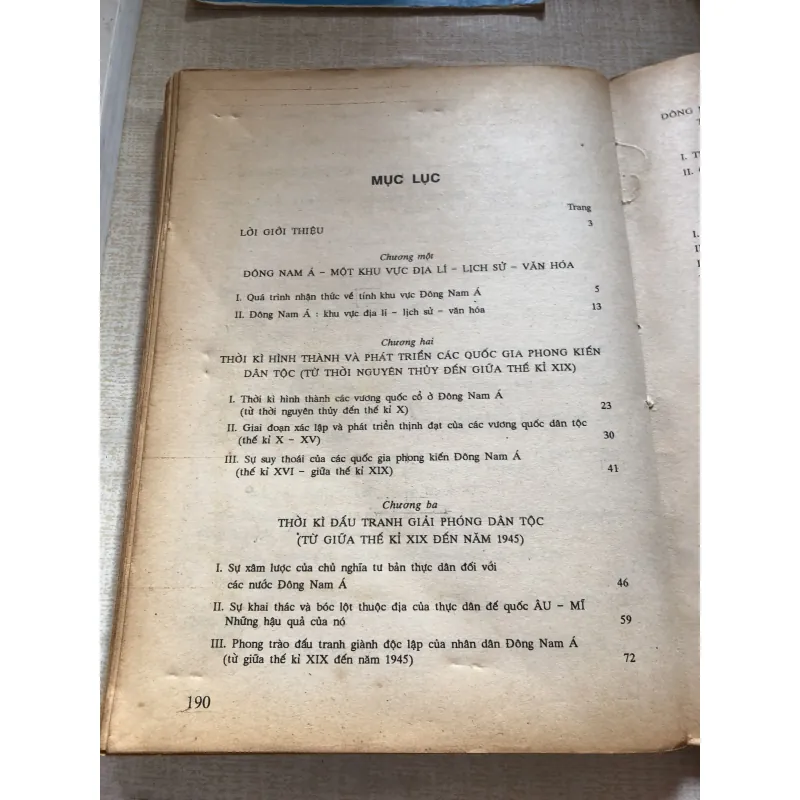 MỤC LỤC
Trang
LỜI GIỚI THIỆU 3
Chương một
ĐÔNG NAM Á – MỘT KHU VỰC ĐỊA LÍ – LỊCH SỬ – VĂN HÓA
I. Quá trình nhận thức về tính khu vực Đông Nam Á 5
II. Đông Nam Á : khu vực địa lí – lịch sử – văn hóa 13
Chương hai
THỜI KÌ HÌNH THÀNH VÀ PHÁT TRIỂN CÁC QUỐC GIA PHONG KIẾN
DÂN TỘC (TỪ THỜI NGUYÊN THỦY ĐẾN GIỮA THẾ KỈ XIX)
I. Thời kì hình thành các vương quốc cổ ở Đông Nam Á
(từ thời nguyên thủy đến thế kỉ X) 23
II. Giai đoạn xác lập và phát triển thịnh đạt của các vương quốc dân tộc
(thế kỉ X – XV) 30
III. Sự suy thoái của các quốc gia phong kiến Đông Nam Á
(thế kỉ XVI – giữa thế kỉ XIX) 41
Chương ba
THỜI KÌ ĐẤU TRANH GIẢI PHÓNG DÂN TỘC
(TỪ GIỮA THẾ KỈ XIX ĐẾN NĂM 1945)
I. Sự xâm lược của chủ nghĩa tư bản thực dân đối với
các nước Đông Nam Á 46
II. Sự khai thác và bóc lột thuộc địa của thực dân đế quốc ÂU – MĨ
Những hậu quả của nó 59
III. Phong trào đấu tranh giành độc lập của nhân dân Đông Nam Á
(từ giữa thế kỉ XIX đến năm 1945) 72
190
ĐÔNG
I.
II.
I.